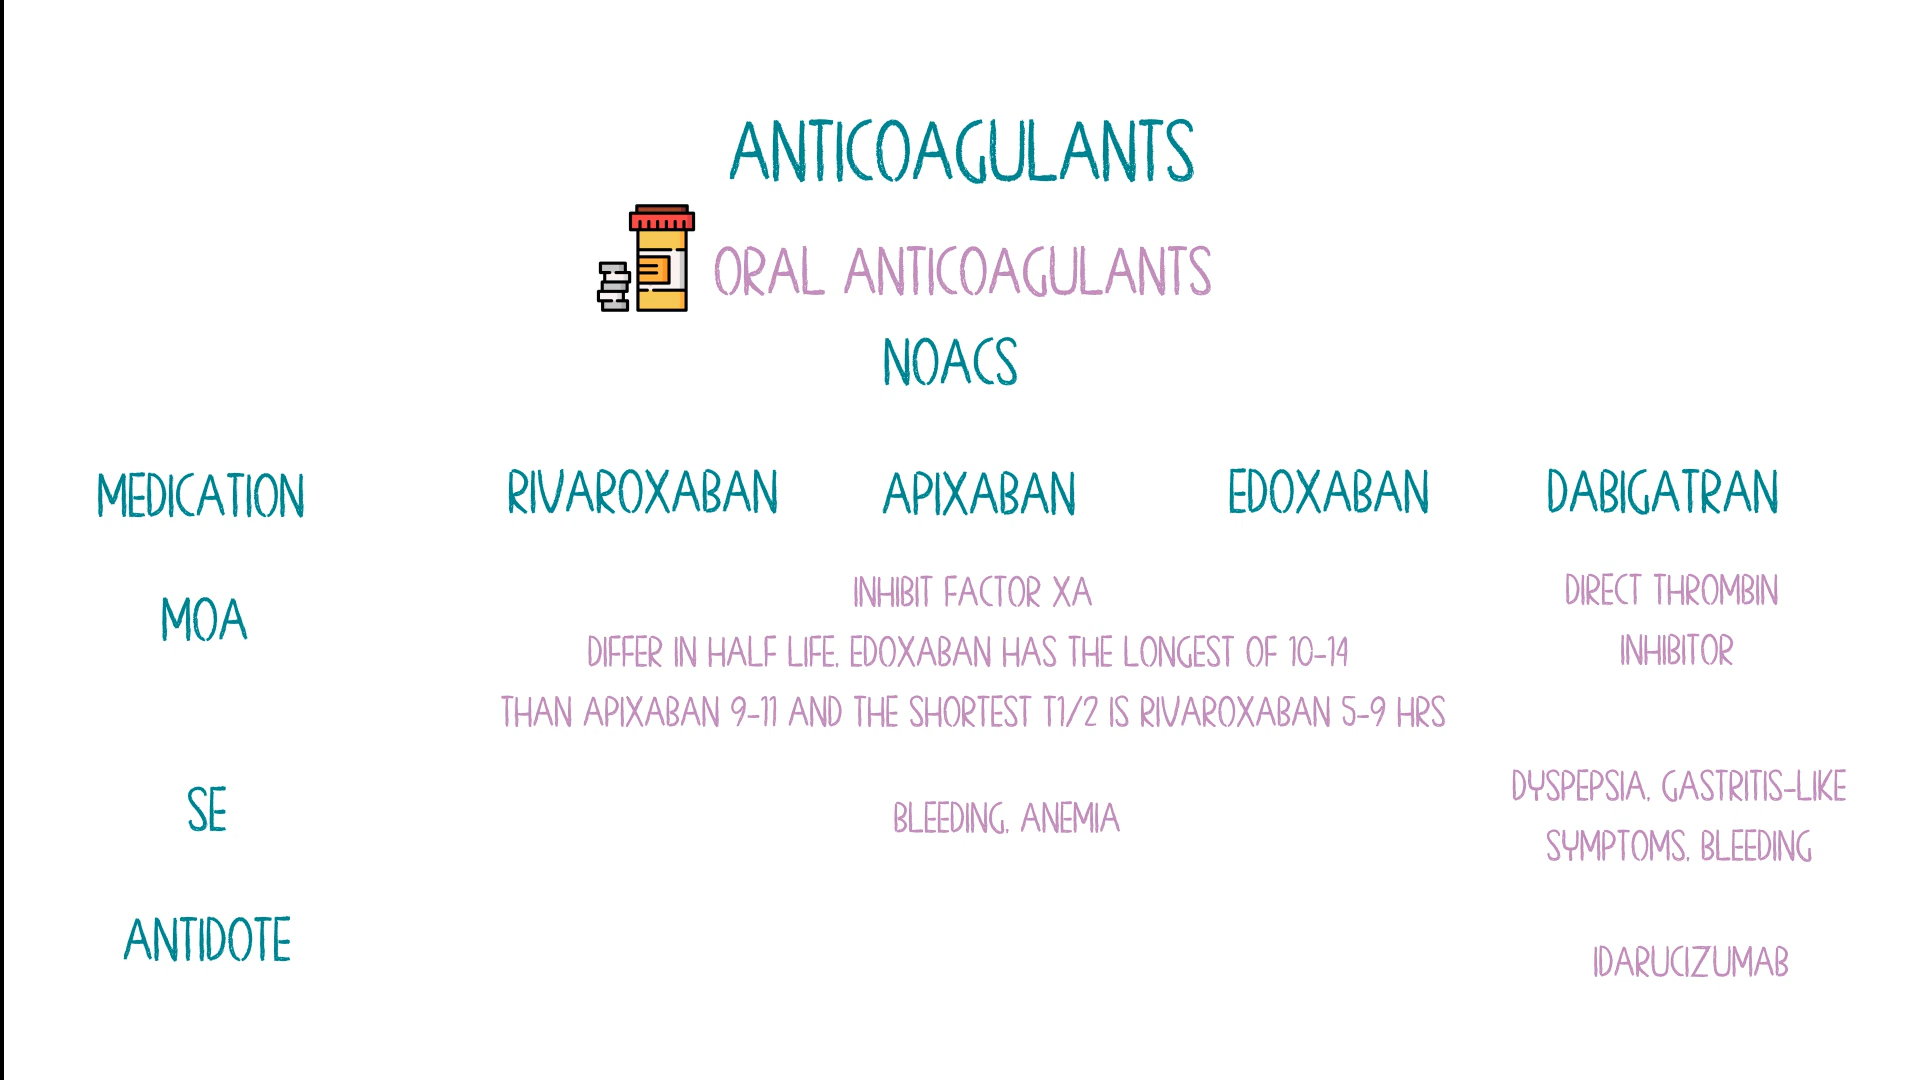 ANTICOAGULANTS
ORAL ANTICOAGULANTS
NOACS
MEDICATION RIVAROXABAN APIXABAN EDOXABAN DABIGATRAN
MOA
INHIBIT FACTOR XA
DIFFER IN HALF LIFE, EDOXABAN HAS THE LONGEST OF 10-14
THAN APIXABAN 9-11 AND THE SHORTEST T1/2 IS RIVAROXABAN 5-9 HRS
DIRECT THROMBIN
INHIBITOR
SE
BLEEDING, ANEMIA
DYSPEPSIA, GASTRITIS-LIKE
SYMPTOMS, BLEEDING
ANTIDOTE
IDARUCIZUMAB